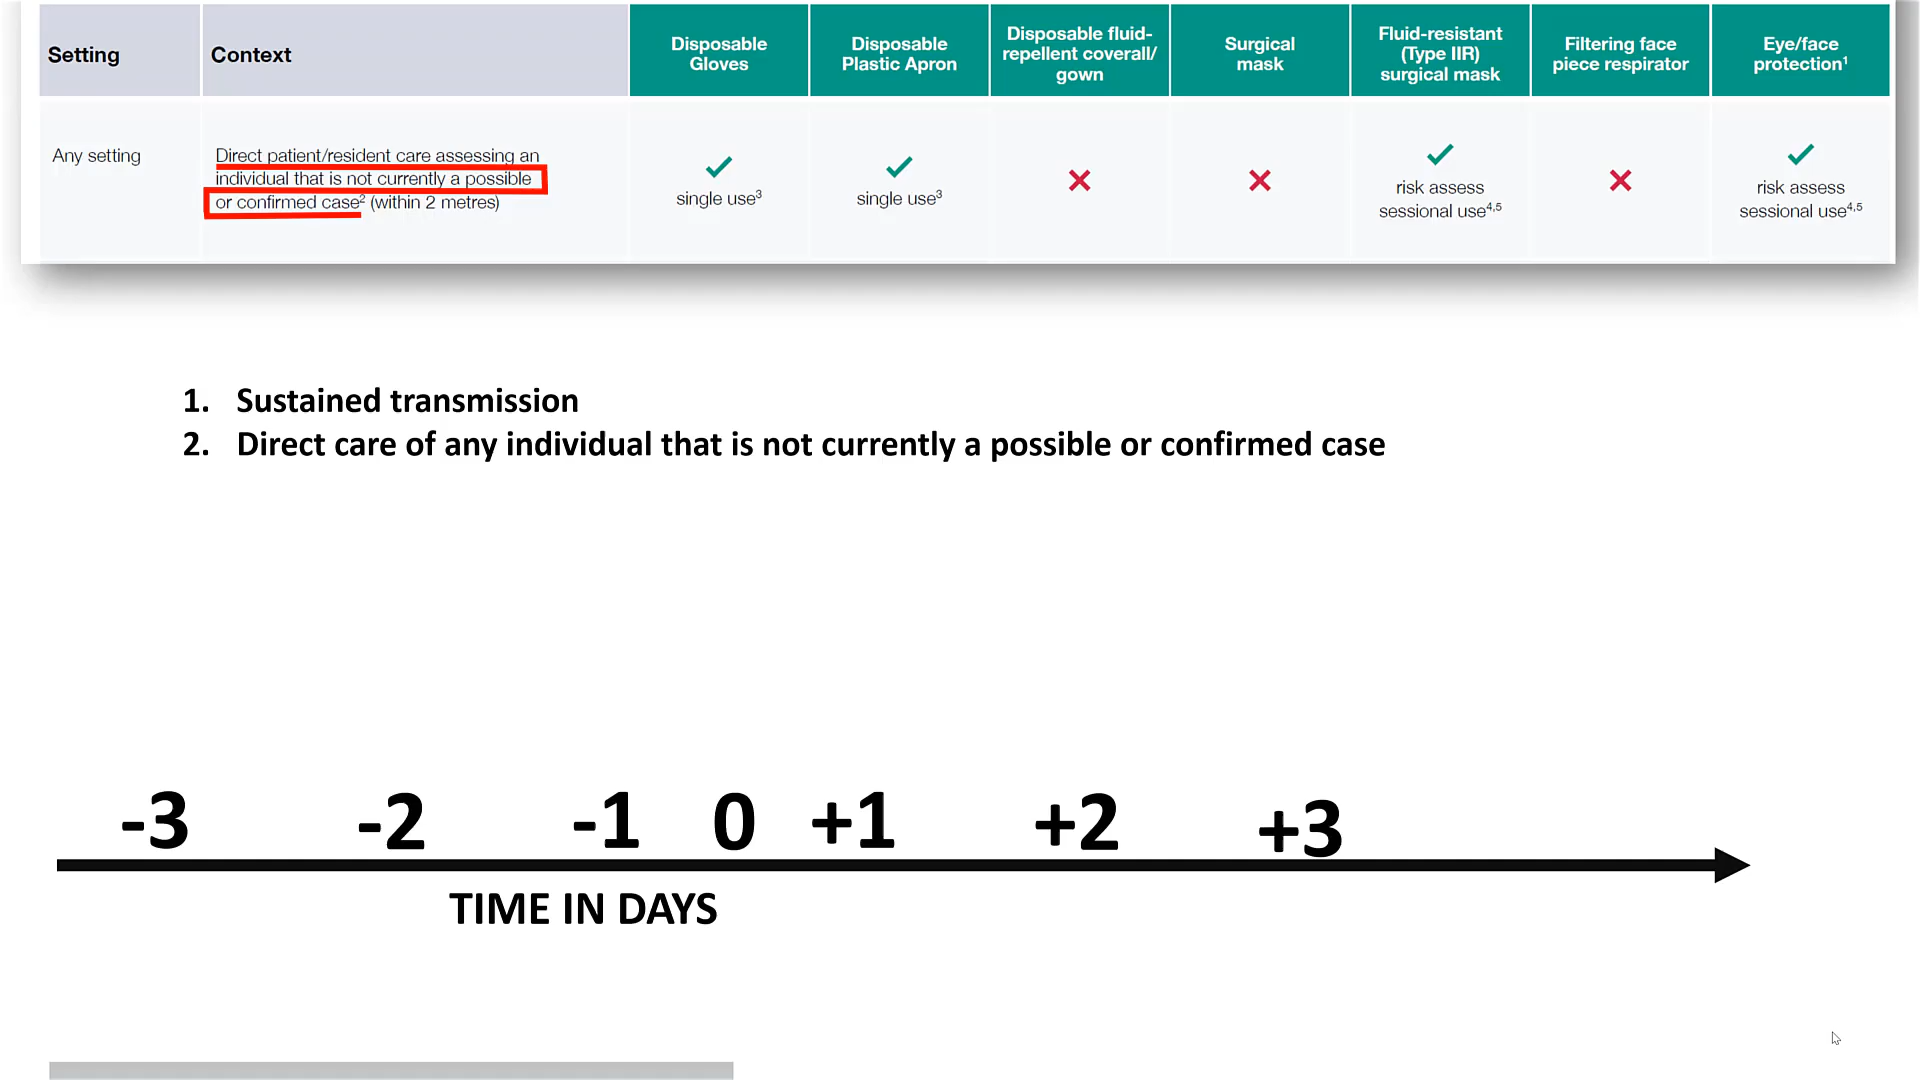 Setting
Context
Disposable
Gloves
Disposable
Plastic Apron
Disposable fluid-
repellent coverall/
gown
Surgical
mask
Fluid-resistant
(Type IIR)
surgical mask
Filtering face
piece respirator
Eye/face
protection¹
Any setting
Direct patient/resident care assessing an
individual that is not currently a possible
or confirmed case² (within 2 metres)
single use³
single use³
risk assess
sessional use⁴,⁵
risk assess
sessional use⁴,⁵
1. Sustained transmission
2. Direct care of any individual that is not currently a possible or confirmed case
-3 -2 -1 0 +1 +2 +3
TIME IN DAYS